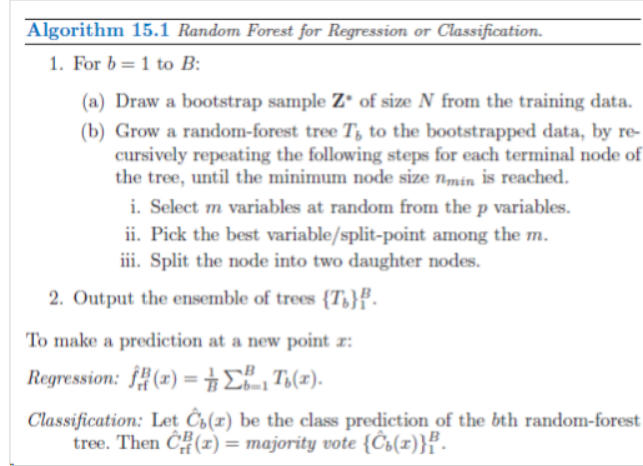 Algorithm 15.1 Random Forest for Regression or Classification.
1. For b = 1 to B:
(a) Draw a bootstrap sample Z* of size N from the training data.
(b) Grow a random-forest tree T_b to the bootstrapped data, by re-
cursively repeating the following steps for each terminal node of
the tree, until the minimum node size n_min is reached.
i. Select m variables at random from the p variables.
ii. Pick the best variable/split-point among the m.
iii. Split the node into two daughter nodes.
2. Output the ensemble of trees {T_b}_1^B.
To make a prediction at a new point x:
Regression: f̂_rf^B(x) = 1/B ∑_{b=1}^B T_b(x).
Classification: Let Ĉ_b(x) be the class prediction of the bth random-forest
tree. Then Ĉ_rf^B(x) = majority vote {Ĉ_b(x)}_1^B.